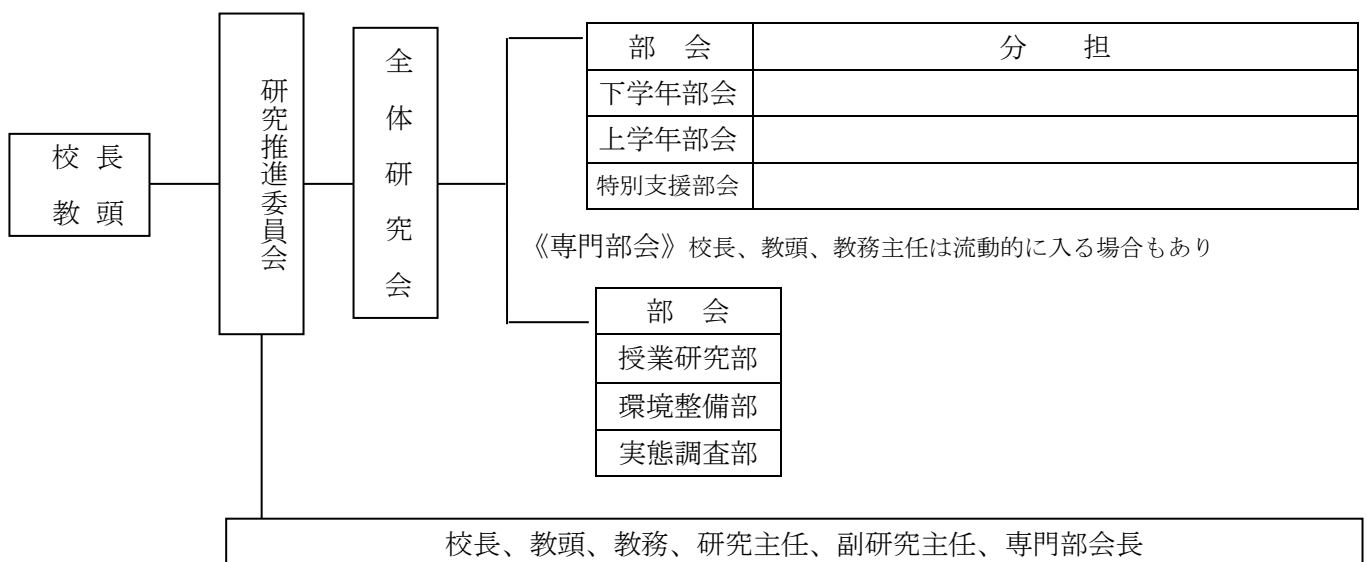 校 長
教 頭
研究推進委員会
全体研究会
部 会 分 担
下学年部会
上学年部会
特別支援部会
《専門部会》校長、教頭、教務主任は流動的に入る場合もあり
部 会
授業研究部
環境整備部
実態調査部
校長、教頭、教務、研究主任、副研究主任、専門部会長